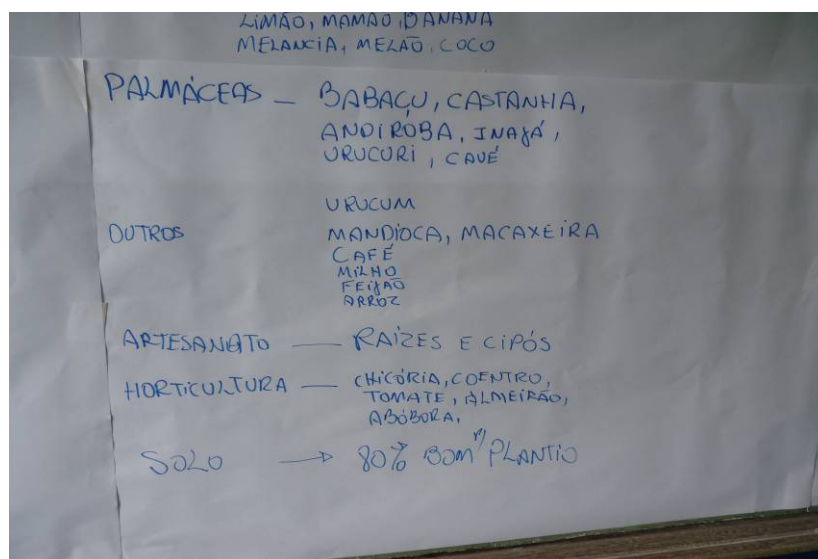 LIMÃO, MAMÃO, BANANA
MELANCIA, MELÃO, COCO
PALMÁCEAS — BABAÇU, CASTANHA,
ANDIROBA, INAJÁ,
URUCURI, CAUÉ
URUCUM
OUTROS MANDIOCA, MACAXEIRA
CAFÉ
MILHO
FEIJÃO
ARROZ
ARTESANATO — RAÍZES E CIPÓS
HORTICULTURA — CHICÓRIA, COENTRO,
TOMATE, ALMEIRÃO,
ABÓBORA,
SOLO → 80% BOM P/ PLANTIO